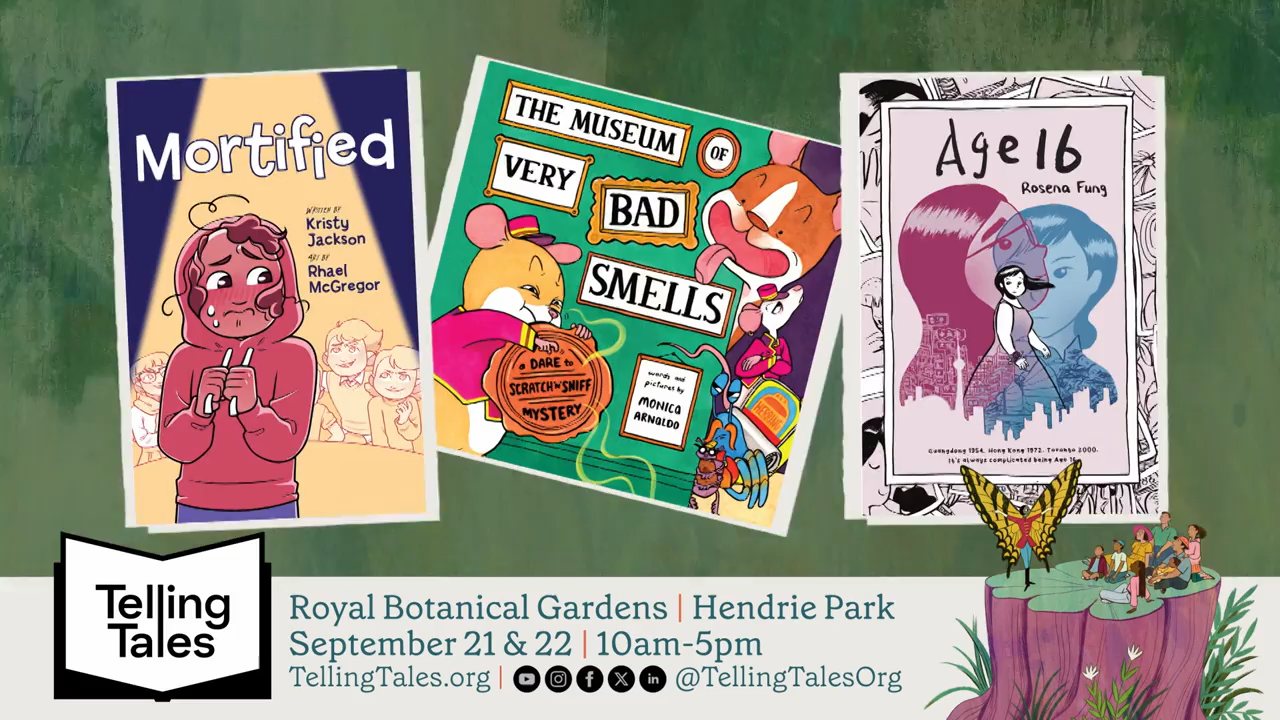 Mortified
WRITTEN BY
Kristy
Jackson
ART BY
Rhael
McGregor
THE MUSEUM
OF
VERY
BAD
SMELLS
a DARE to
SCRATCH 'N' SNIFF
MYSTERY
words and
pictures by
MONICA
ARNALDO
Age 16
Rosena Fung
Guangdong 1954. Hong Kong 1972. Toronto 2000.
It's always complicated being Age 16.
Telling
Tales
Royal Botanical Gardens | Hendrie Park
September 21 & 22 | 10am-5pm
TellingTales.org | @TellingTalesOrg